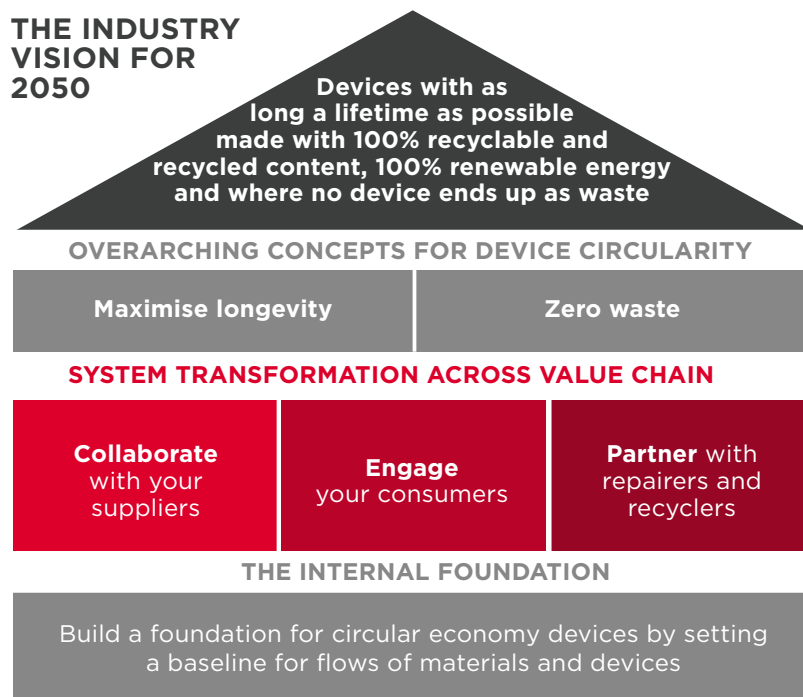 THE INDUSTRY
VISION FOR
2050
Devices with as
long a lifetime as possible
made with 100% recyclable and
recycled content, 100% renewable energy
and where no device ends up as waste
OVERARCHING CONCEPTS FOR DEVICE CIRCULARITY
Maximise longevity
Zero waste
SYSTEM TRANSFORMATION ACROSS VALUE CHAIN
Collaborate
with your
suppliers
Engage
your consumers
Partner with
repairers and
recyclers
THE INTERNAL FOUNDATION
Build a foundation for circular economy devices by setting
a baseline for flows of materials and devices